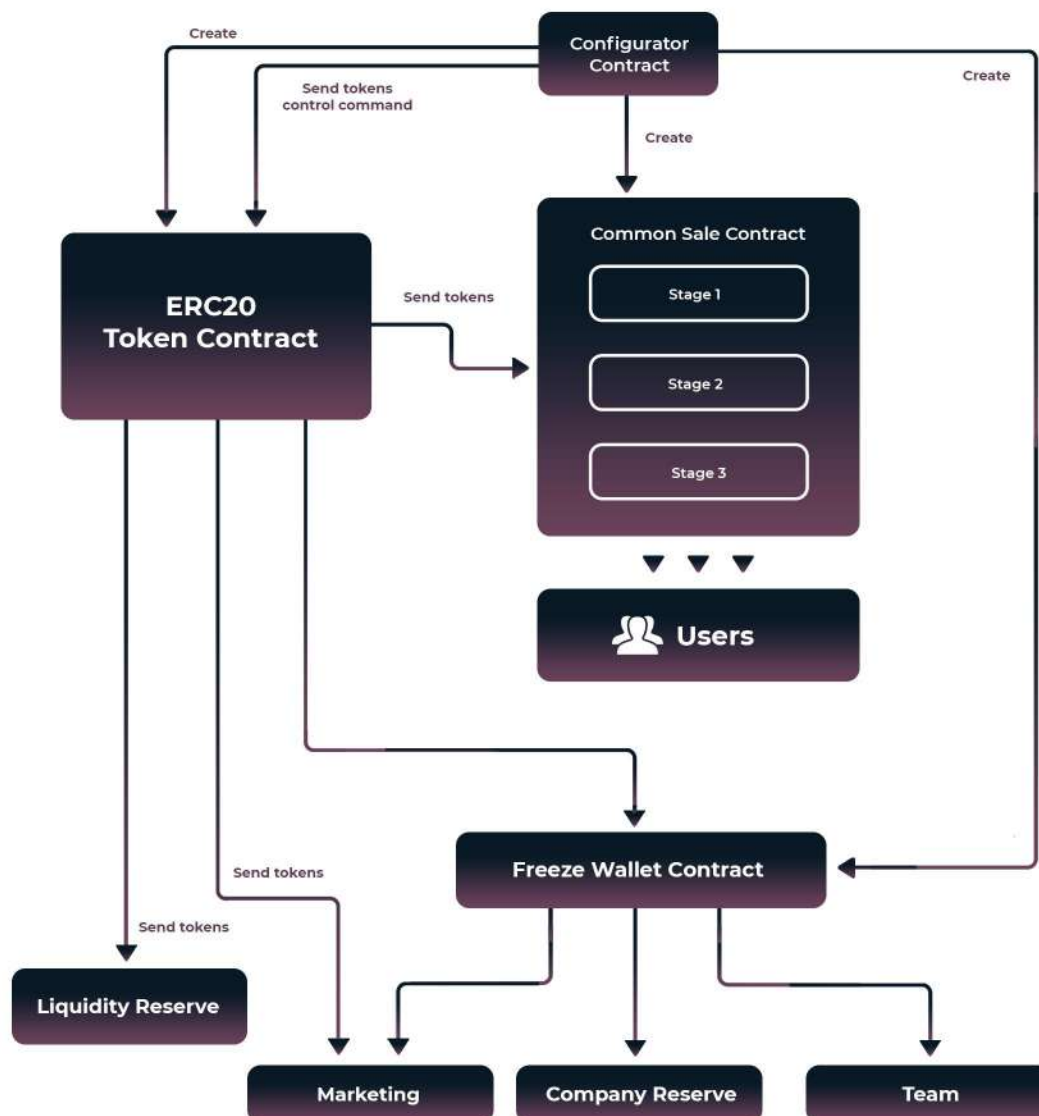 Create
Configurator
Contract
Create
Send tokens
control command
Create
Common Sale Contract
Stage 1
ERC20
Token Contract
Send tokens
Stage 2
Stage 3
Users
Freeze Wallet Contract
Send tokens
Send tokens
Liquidity Reserve
Marketing
Company Reserve
Team